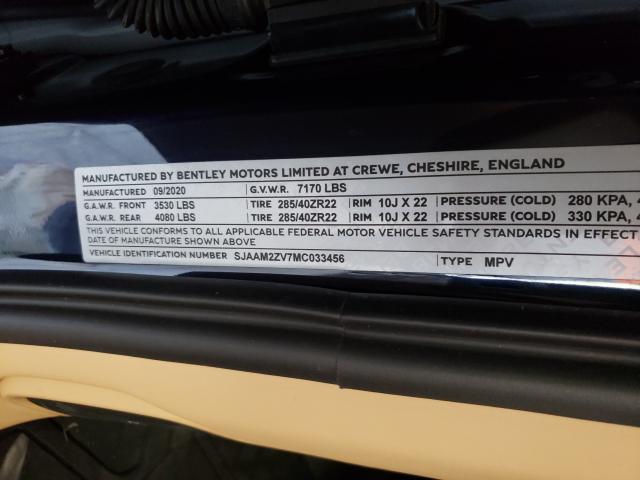 MANUFACTURED BY BENTLEY MOTORS LIMITED AT CREWE, CHESHIRE, ENGLAND
MANUFACTURED 09/2020 G.V.W.R. 7170 LBS
G.A.W.R. FRONT 3530 LBS TIRE 285/40ZR22 RIM 10J X 22 PRESSURE (COLD) 280 KPA, 4
G.A.W.R. REAR 4080 LBS TIRE 285/40ZR22 RIM 10J X 22 PRESSURE (COLD) 330 KPA, 4
THIS VEHICLE CONFORMS TO ALL APPLICABLE FEDERAL MOTOR VEHICLE SAFETY STANDARDS IN EFFECT
DATE OF MANUFACTURE SHOWN ABOVE
VEHICLE IDENTIFICATION NUMBER SJAAM2ZV7MC033456 TYPE MPV